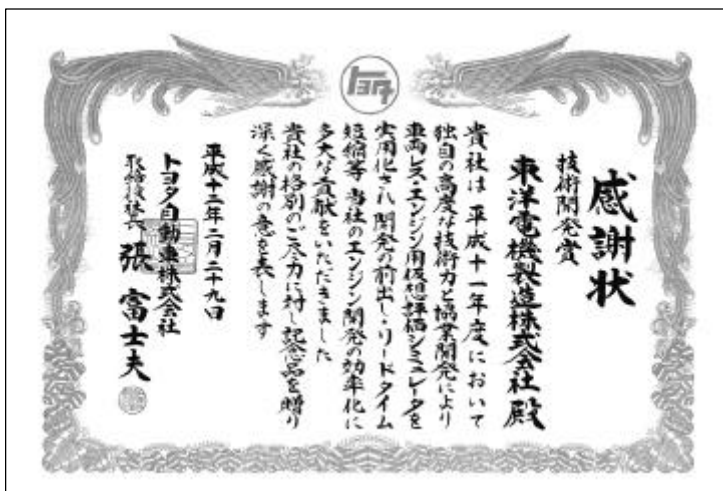 トヨタ
感謝状
技術開発賞
東洋電機製造株式会社殿
貴社は平成十一年度において
独自の高度な技術力と協業開発により
車両レス・エンジン用仮想評価シミュレータを
実用化され開発の前出し・リードタイム
短縮等当社のエンジン開発の効率化に
多大な貢献をいただきました
貴社の格別のご尽力に対し記念品を贈り
深く感謝の意を表します
平成十二年二月二十九日
トヨタ自動車株式会社
取締役社長 張富士夫